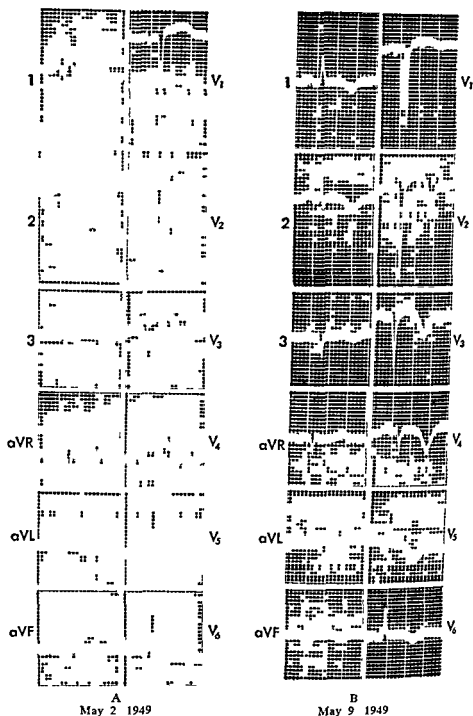 1 V1
2 V2
3 V3
aVR V4
aVL V5
aVF V6
A
May 2 1949
1 V1
2 V2
3 V3
aVR V4
aVL V5
aVF V6
B
May 9 1949